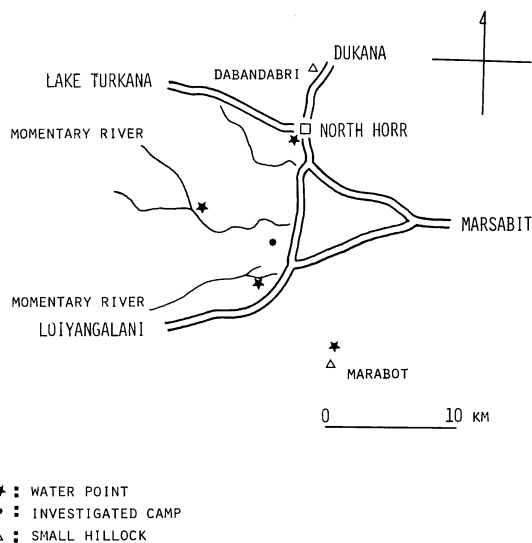 4
DUKANA
DABANDABRI
LAKE TURKANA
NORTH HORR
MOMENTARY RIVER
MARSABIT
MOMENTARY RIVER
LOIYANGALANI
MARABOT
0 10 KM
★ : WATER POINT
• : INVESTIGATED CAMP
△ : SMALL HILLOCK